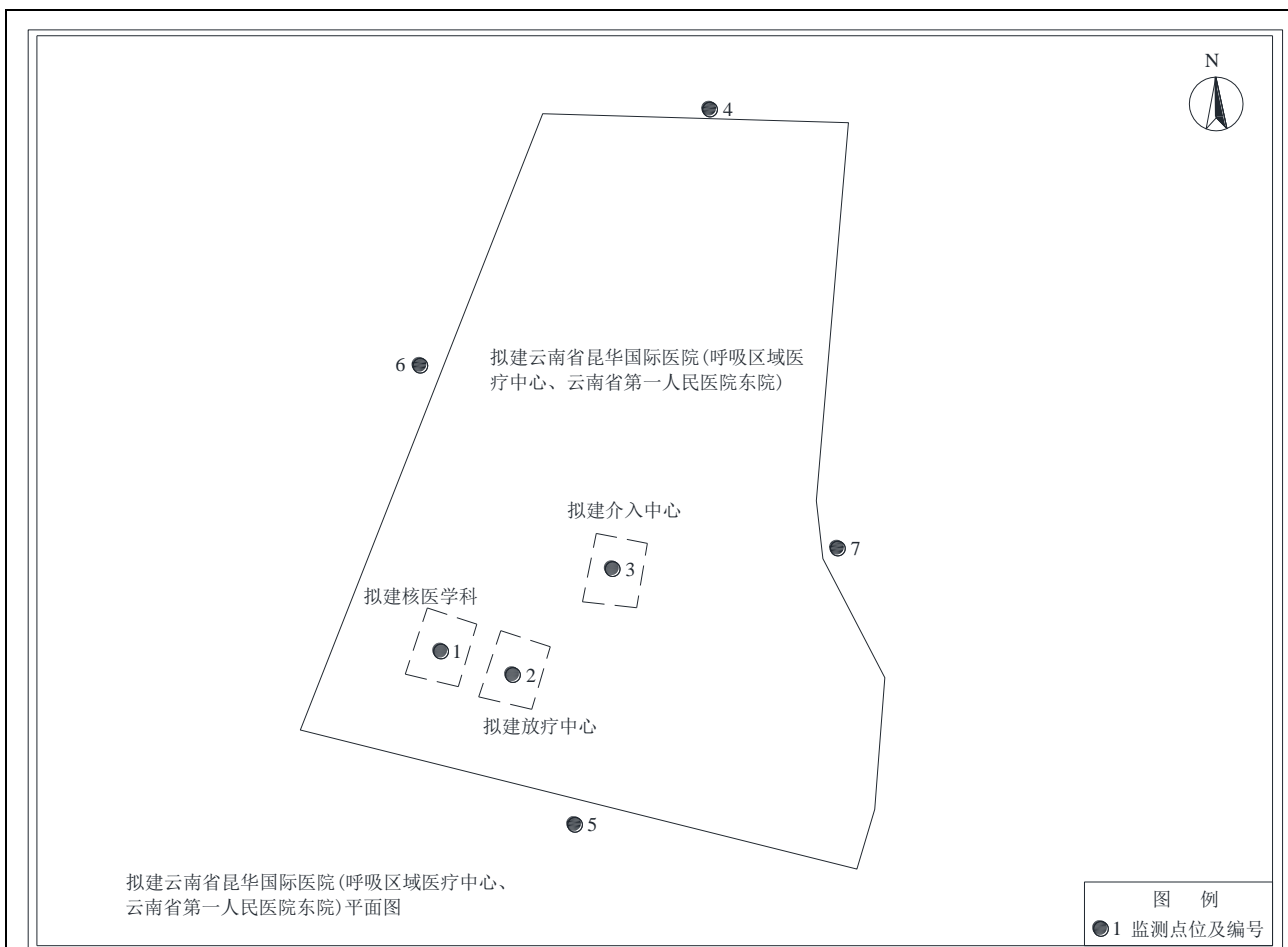 N
4
6
拟建云南省昆华国际医院(呼吸区域医
疗中心、云南省第一人民医院东院)
拟建介入中心
7
3
拟建核医学科
1
2
拟建放疗中心
5
拟建云南省昆华国际医院(呼吸区域医疗中心、
云南省第一人民医院东院)平面图
图 例
1 监测点位及编号